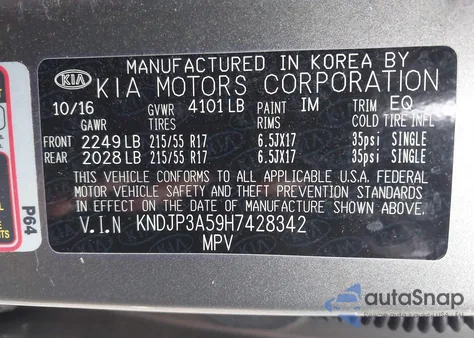 MANUFACTURED IN KOREA BY
KIA KIA MOTORS CORPORATION
10/16 GVWR 4101 LB PAINT IM TRIM EQ
GAWR TIRES RIMS COLD TIRE INFL
FRONT 2249 LB 215/55 R17 6.5JX17 35psi SINGLE
REAR 2028 LB 215/55 R17 6.5JX17 35psi SINGLE
THIS VEHICLE CONFORMS TO ALL APPLICABLE U.S.A. FEDERAL
MOTOR VEHICLE SAFETY AND THEFT PREVENTION STANDARDS
IN EFFECT ON THE DATE OF MANUFACTURE SHOWN ABOVE.
V.I.N KNDJP3A59H7428342
MPV
P64
autoSnap